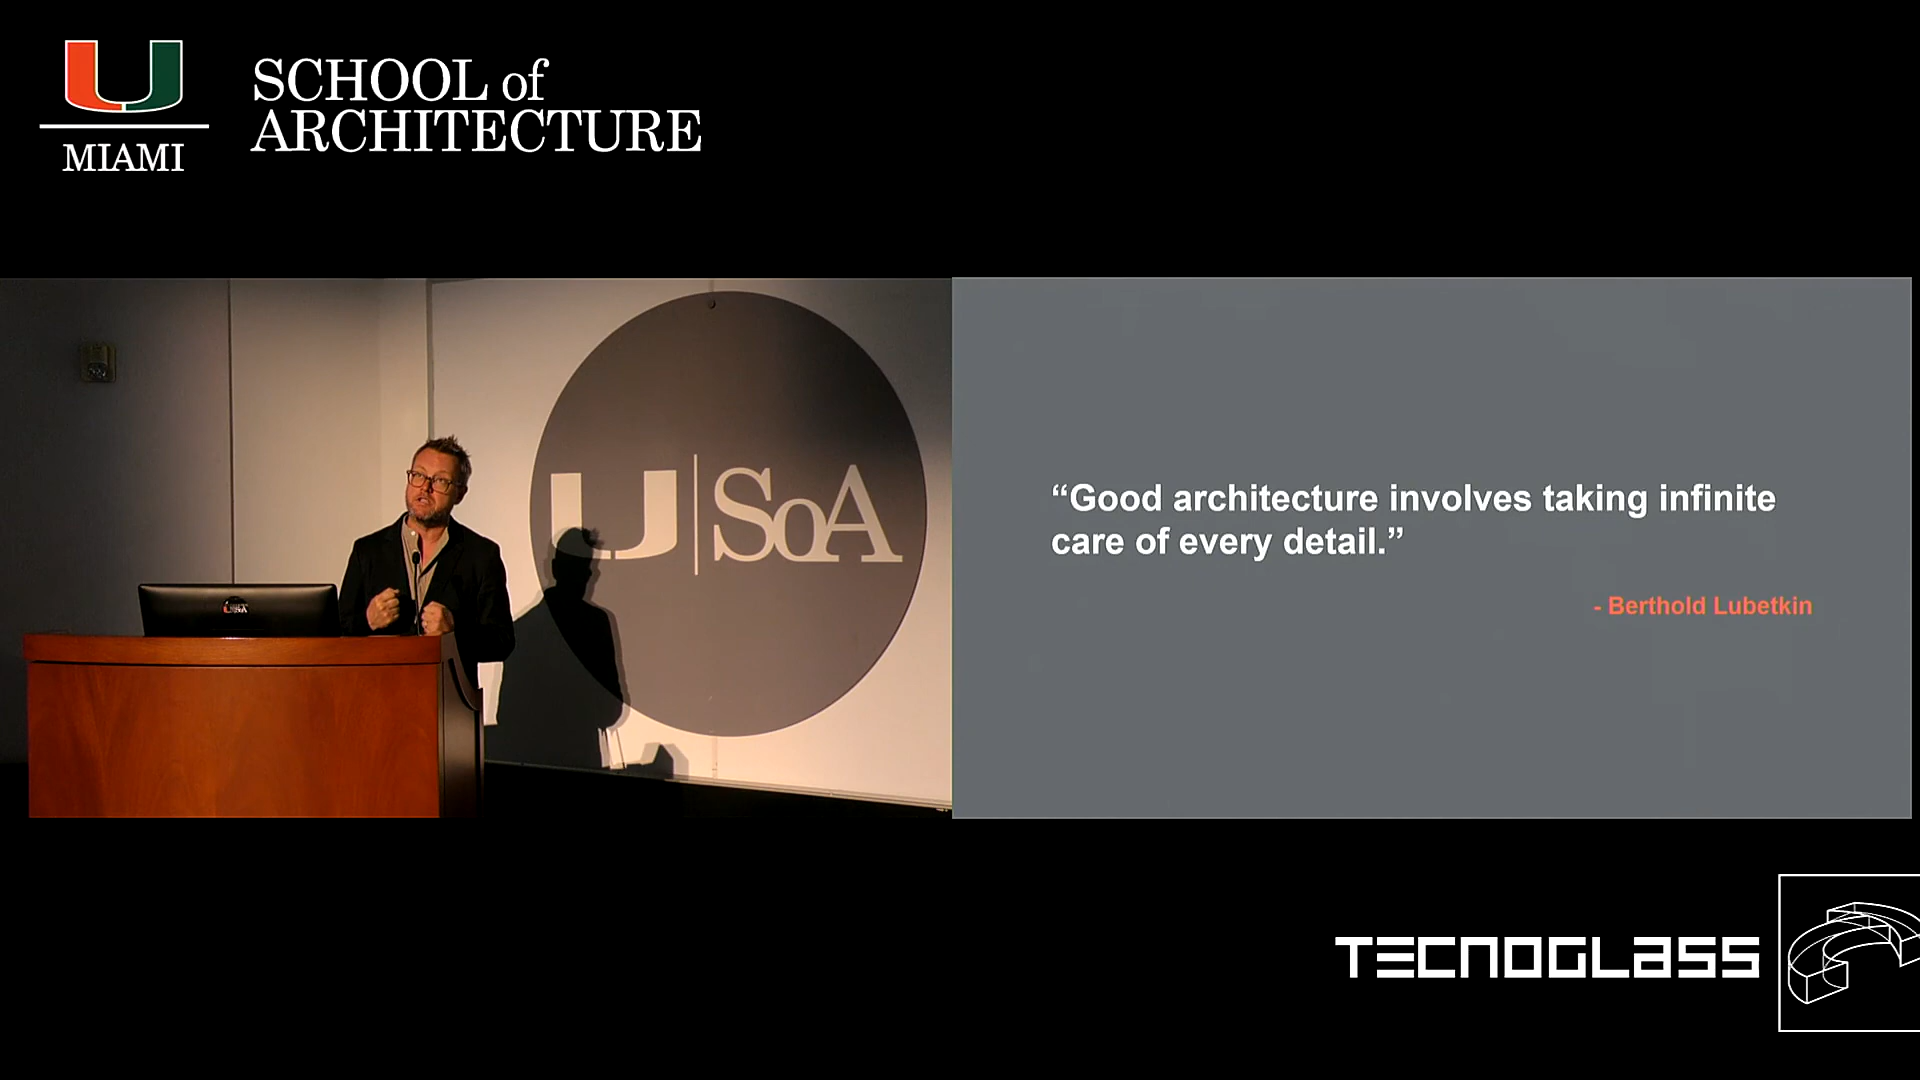 SCHOOL of
ARCHITECTURE
MIAMI
U SoA
“Good architecture involves taking infinite
care of every detail.”
- Berthold Lubetkin
TECNOGLASS